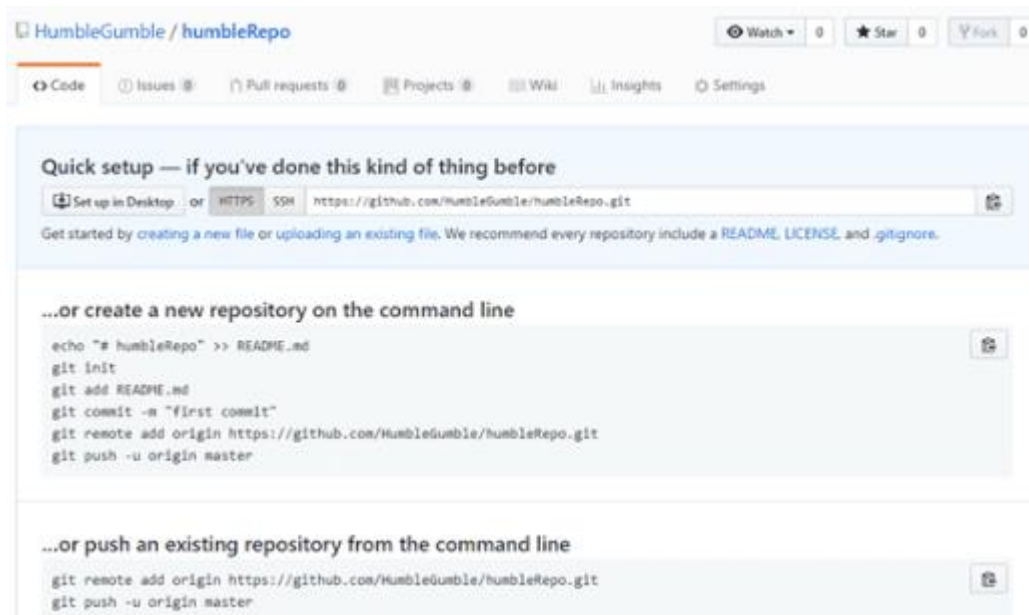 HumbleGumble / humbleRepo
Watch 0 Star 0 Fork 0
Code Issues 0 Pull requests 0 Projects 0 Wiki Insights Settings
Quick setup — if you've done this kind of thing before
Set up in Desktop or HTTPS SSH https://github.com/HumbleGumble/humbleRepo.git
Get started by creating a new file or uploading an existing file. We recommend every repository include a README, LICENSE, and .gitignore.
...or create a new repository on the command line
echo "# humbleRepo" >> README.md
git init
git add README.md
git commit -m "first commit"
git remote add origin https://github.com/HumbleGumble/humbleRepo.git
git push -u origin master
...or push an existing repository from the command line
git remote add origin https://github.com/HumbleGumble/humbleRepo.git
git push -u origin master